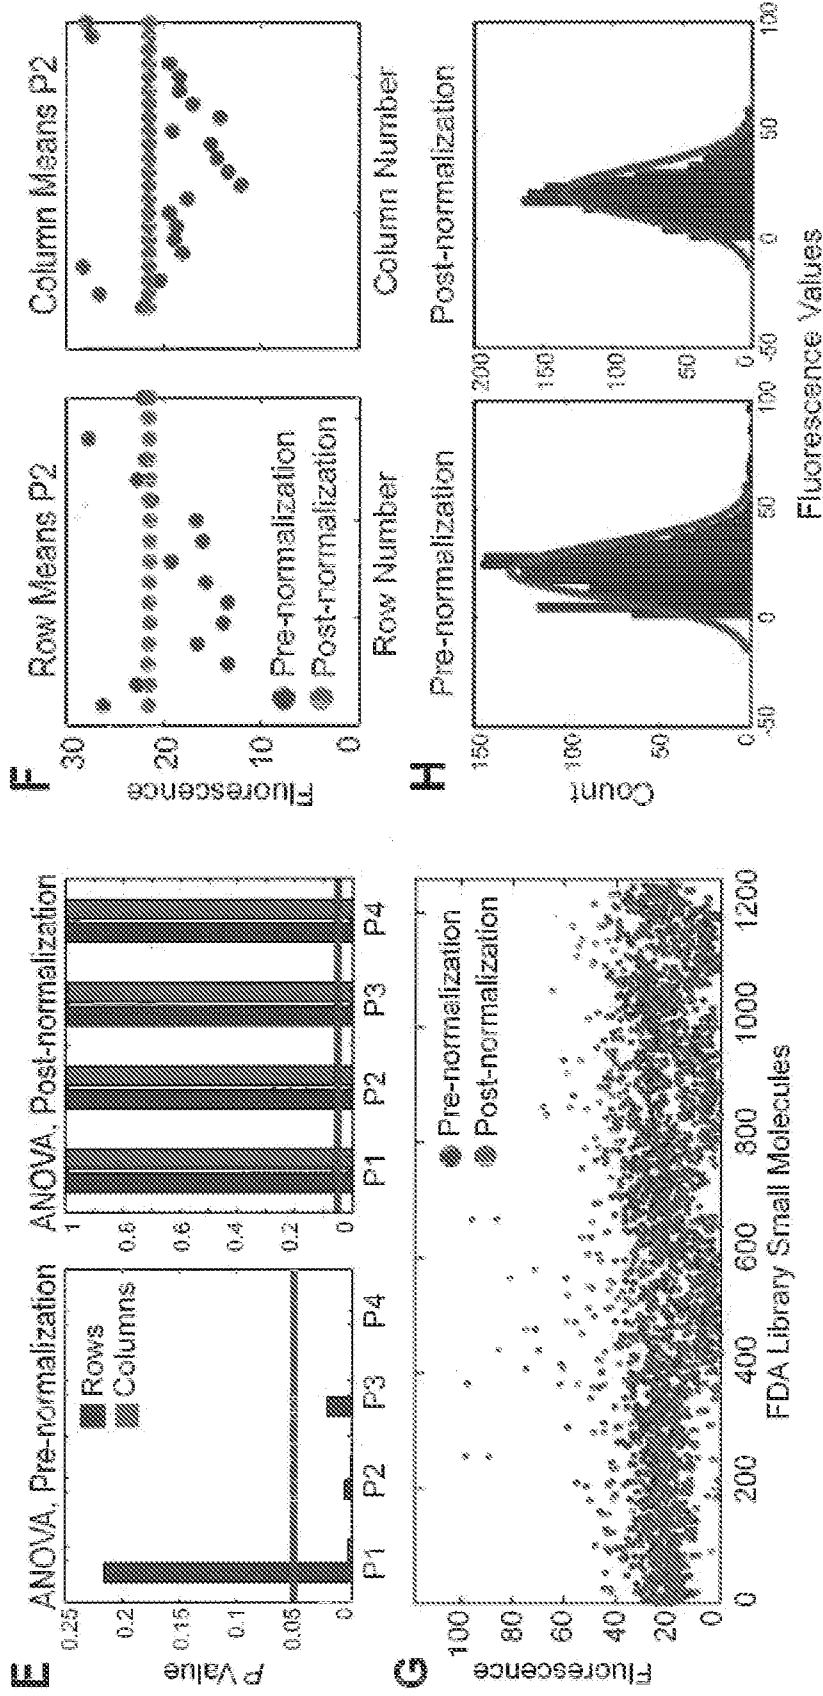 E
ANOVA, Pre-normalization
P Value
0.25
0.2
0.15
0.1
0.05
0
Rows
Columns
P1 P2 P3 P4
ANOVA, Post-normalization
1
0.8
0.6
0.4
0.2
0
P1 P2 P3 P4
F
Row Means P2
Fluorescence
30
20
10
0
Pre-normalization
Post-normalization
Row Number
Column Means P2
Column Number
G
Fluorescence
100
80
60
40
20
0
Pre-normalization
Post-normalization
0 200 400 600 800 1000 1200
FDA Library Small Molecules
H
Pre-normalization
Count
150
100
50
0
-50 0 50 100
Post-normalization
200
150
100
50
0
-50 0 50 100
Fluorescence Values